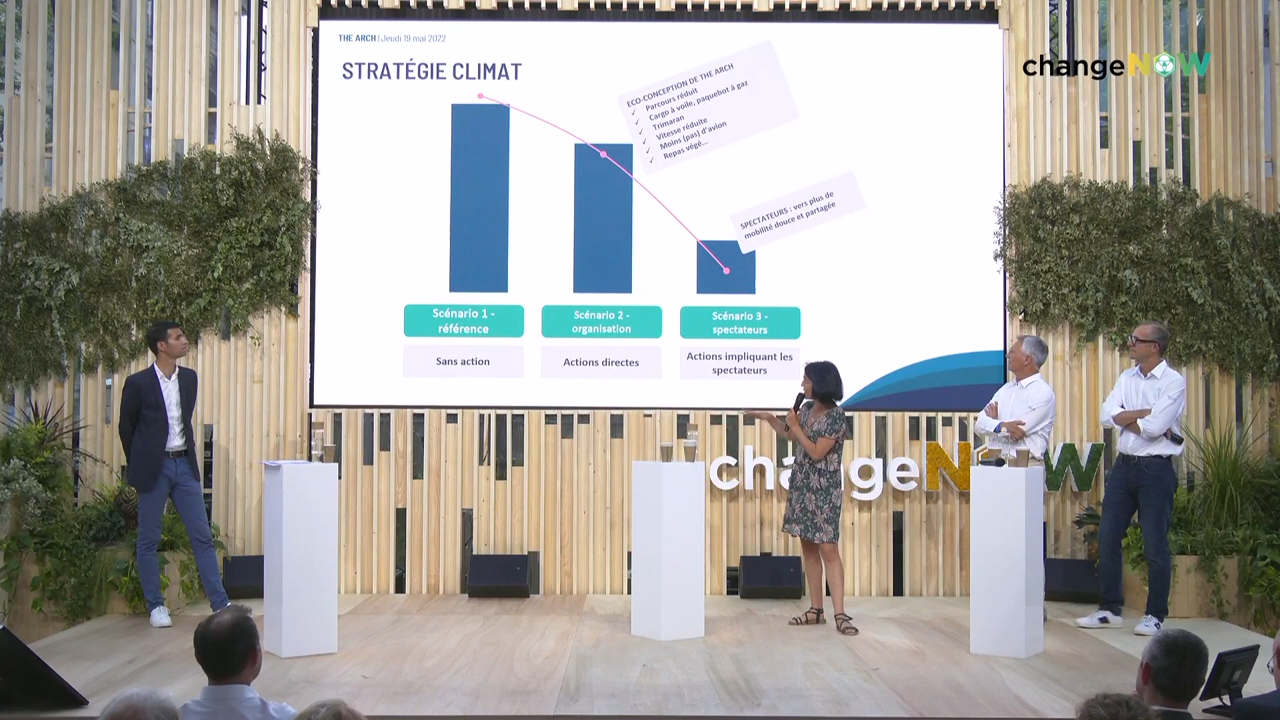 THE ARCH | Jeudi 19 mai 2022
changeNOW
STRATÉGIE CLIMAT
ECO-CONCEPTION DE THE ARCH
✓ Parcours réduit
✓ Cargo à voile, paquebot à gaz
✓ Trimaran
✓ Vitesse réduite
✓ Moins (pas) d'avion
✓ Repas végé...
SPECTATEURS : vers plus de
mobilité douce et partagée
Scénario 1 -
référence
Scénario 2 -
organisation
Scénario 3 -
spectateurs
Sans action
Actions directes
Actions impliquant les
spectateurs
changeNOW